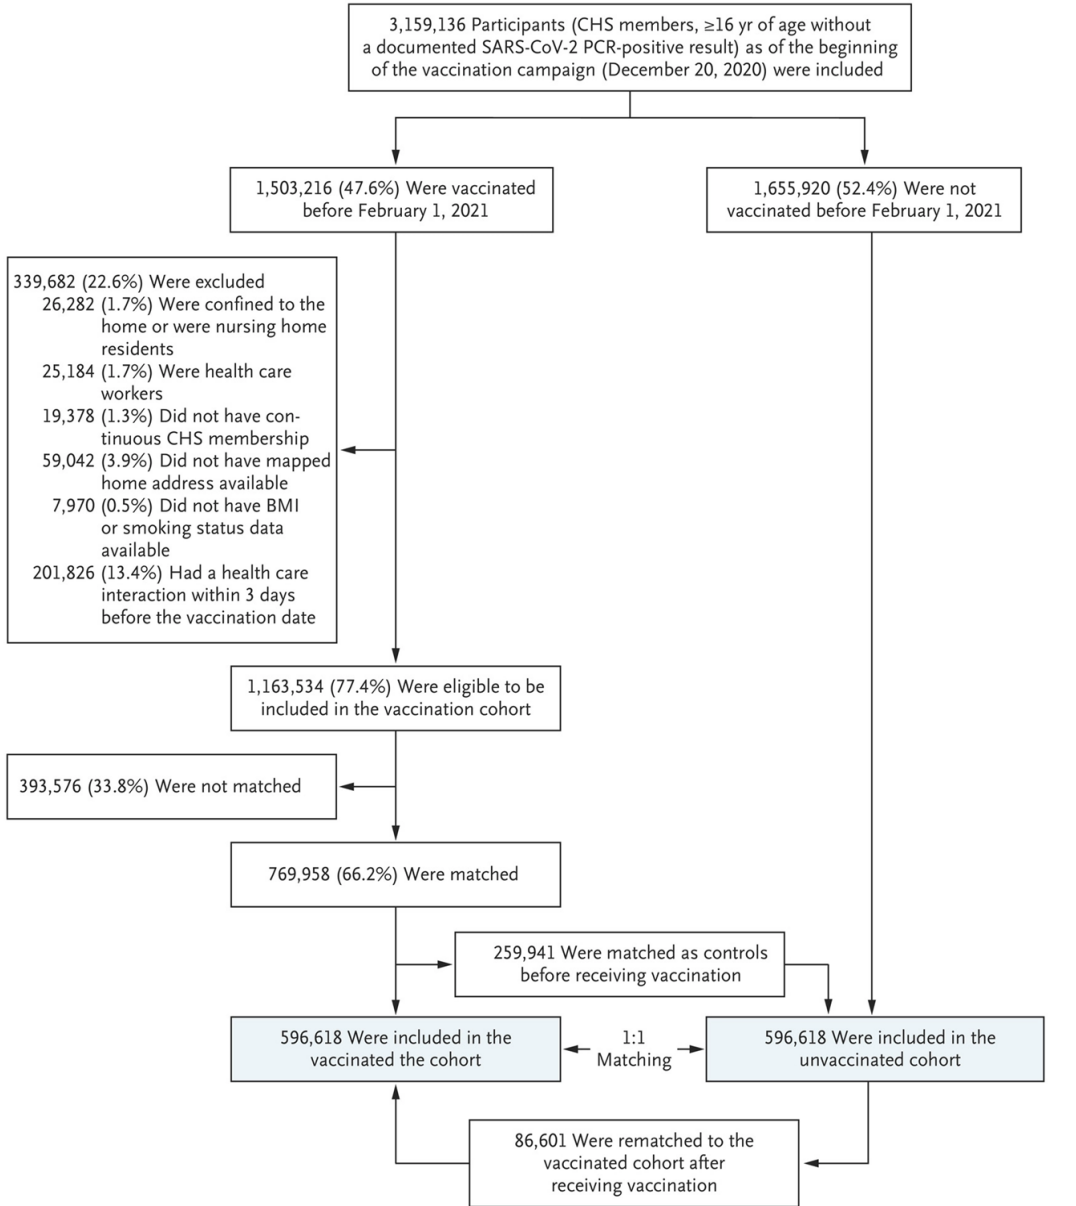 3,159,136 Participants (CHS members, ≥16 yr of age without
a documented SARS-CoV-2 PCR-positive result) as of the beginning
of the vaccination campaign (December 20, 2020) were included
1,503,216 (47.6%) Were vaccinated
before February 1, 2021
1,655,920 (52.4%) Were not
vaccinated before February 1, 2021
339,682 (22.6%) Were excluded
26,282 (1.7%) Were confined to the
home or were nursing home
residents
25,184 (1.7%) Were health care
workers
19,378 (1.3%) Did not have con-
tinuous CHS membership
59,042 (3.9%) Did not have mapped
home address available
7,970 (0.5%) Did not have BMI
or smoking status data
available
201,826 (13.4%) Had a health care
interaction within 3 days
before the vaccination date
1,163,534 (77.4%) Were eligible to be
included in the vaccination cohort
393,576 (33.8%) Were not matched
769,958 (66.2%) Were matched
259,941 Were matched as controls
before receiving vaccination
596,618 Were included in the
vaccinated the cohort
1:1
Matching
596,618 Were included in the
unvaccinated cohort
86,601 Were rematched to the
vaccinated cohort after
receiving vaccination